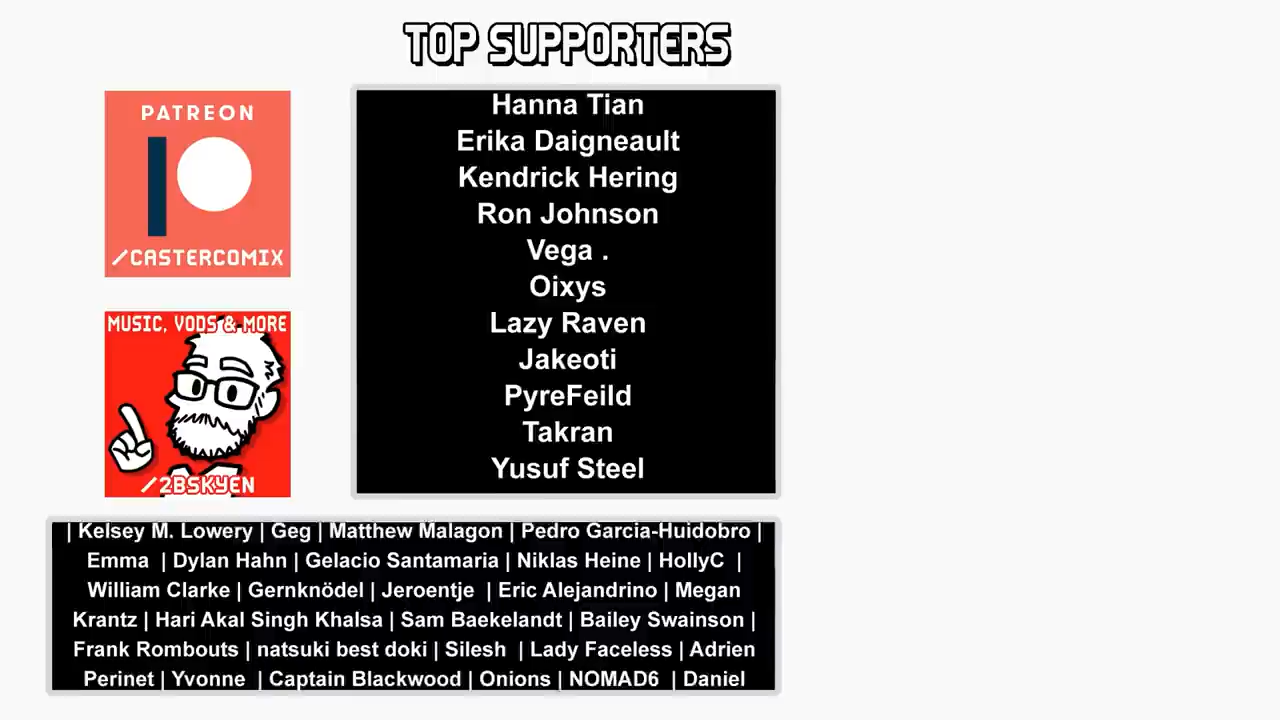 TOP SUPPORTERS
PATREON
/CASTERCOMIX
MUSIC, VODS & MORE
/2BSKYEN
Hanna Tian
Erika Daigneault
Kendrick Hering
Ron Johnson
Vega .
Oixys
Lazy Raven
Jakeoti
PyreFeild
Takran
Yusuf Steel
| Kelsey M. Lowery | Geg | Matthew Malagon | Pedro Garcia-Huidobro |
Emma | Dylan Hahn | Gelacio Santamaria | Niklas Heine | HollyC |
William Clarke | Gernknödel | Jeroentje | Eric Alejandrino | Megan
Krantz | Hari Akal Singh Khalsa | Sam Baekelandt | Bailey Swainson |
Frank Rombouts | natsuki best doki | Silesh | Lady Faceless | Adrien
Perinet | Yvonne | Captain Blackwood | Onions | NOMAD6 | Daniel